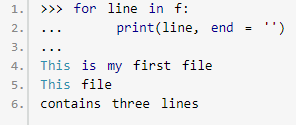 1. >>> for line in f:
2. ...     print(line, end = '')
3. ...
4. This is my first file
5. This file
6. contains three lines